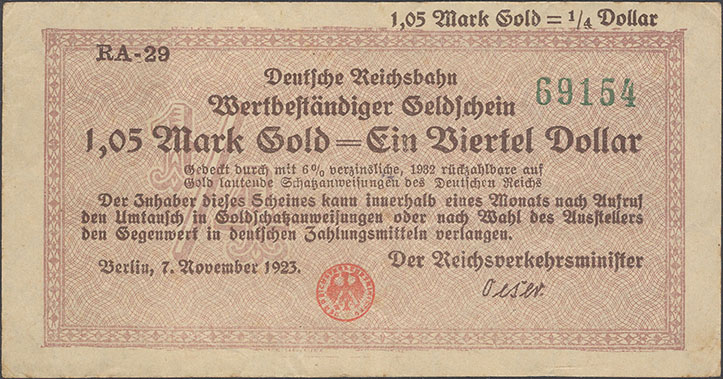 1,05 Mark Gold = 1/4 Dollar
RA-29
Deutsche Reichsbahn
69154
Wertbeständiger Geldschein
1,05 Mark Gold = Ein Viertel Dollar
Gedeckt durch mit 6% verzinsliche, 1932 rückzahlbare auf
Gold lautende Schatzanweisungen des Deutschen Reichs
Der Inhaber dieses Scheines kann innerhalb eines Monats nach Aufruf
den Umtausch in Goldschatzanweisungen oder nach Wahl des Ausstellers
den Gegenwert in deutschen Zahlungsmitteln verlangen.
Berlin, 7. November 1923.
Der Reichsverkehrsminister
Oeser.